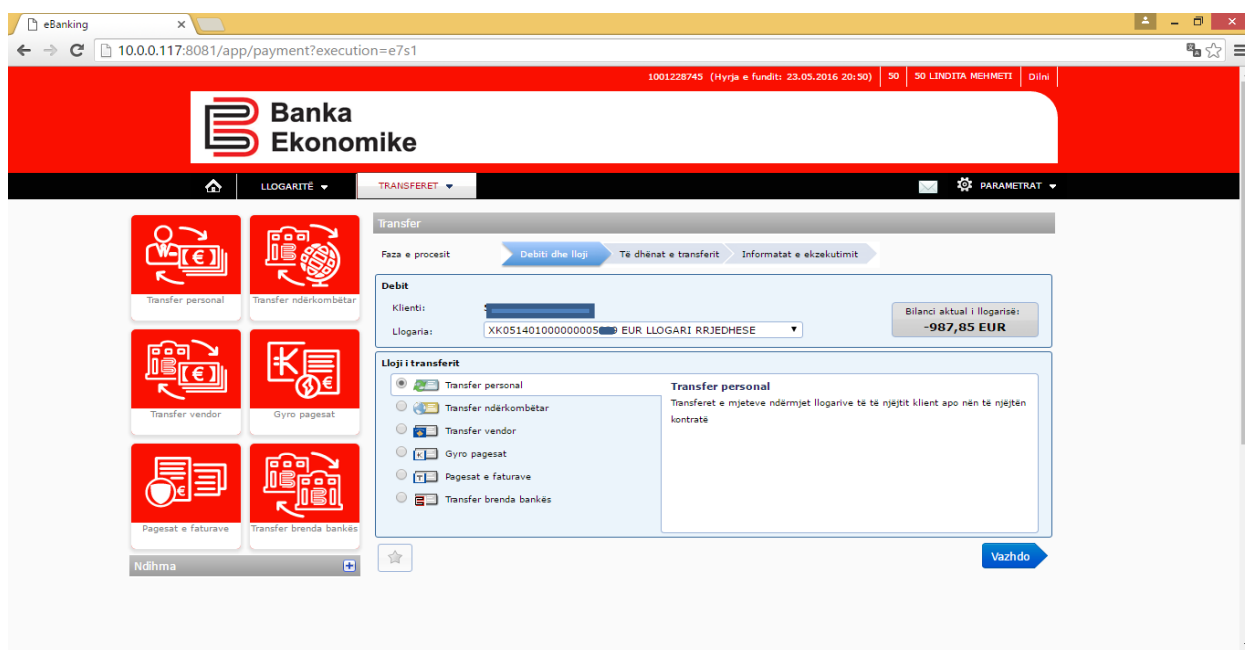 eBanking
10.0.0.117:8081/app/payment?execution=e7s1
1001228745 (Hyrja e fundit: 23.05.2016 20:50) 50 50 LINDITA MEHMETI Dilni
Banka
Ekonomike
LLOGARITË TRANSFERET PARAMETRAT
Transfer personal Transfer ndërkombëtar
Transfer vendor Gyro pagesat
Pagesat e faturave Transfer brenda bankës
Ndihma
Transfer
Faza e procesit Debiti dhe lloji Të dhënat e transferit Informatat e ekzekutimit
Debit
Klienti:
Llogaria: XK051401000000005 9 EUR LLOGARI RRJEDHESE
Bilanci aktual i llogarisë:
-987,85 EUR
Lloji i transferit
Transfer personal
Transfer ndërkombëtar
Transfer vendor
Gyro pagesat
Pagesat e faturave
Transfer brenda bankës
Transfer personal
Transferet e mjeteve ndërmjet llogarive të të njëjtit klient apo nën të njëjtën
kontratë
Vazhdo